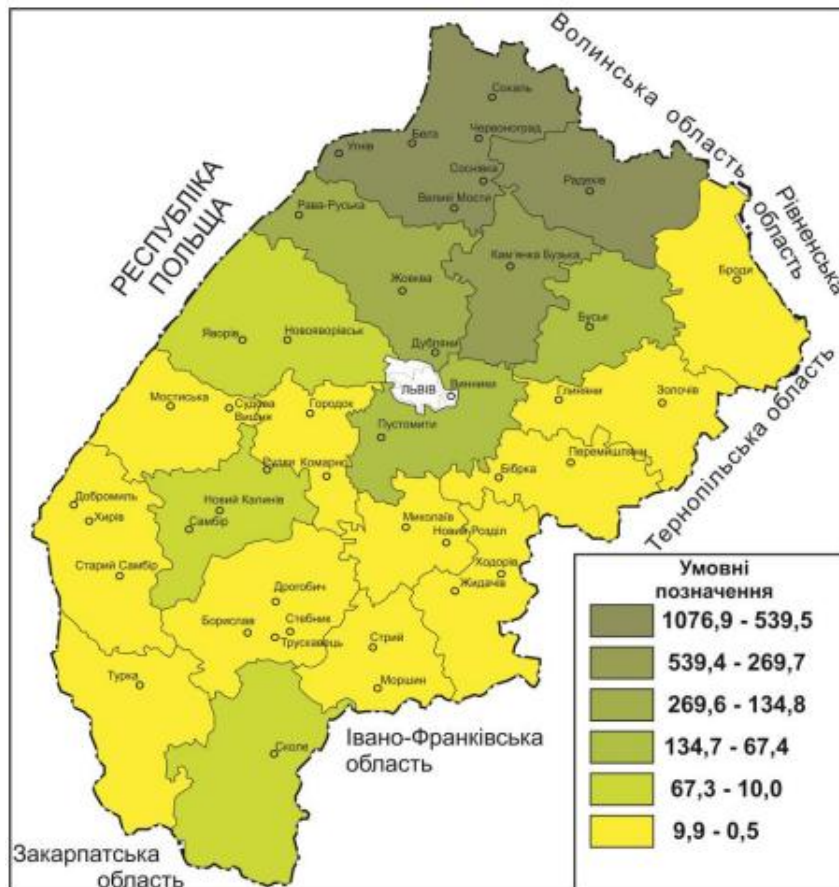 Волинська область
Сокаль
Червоноград
Белз
Угнів
Соснівка
Радехів
Великі Мости
Рівненська
область
РЕСПУБЛІКА
ПОЛЬЩА
Рава-Руська
Кам'янка Бузька
Броди
Жовква
Буськ
Яворів
Новояворівськ
Дубляни
ЛЬВІВ
Винники
Глиняни
Золочів
Мостиська
Судова
Вишня
Городок
Пустомити
Тернопільська область
Рудки
Комарно
Бібрка
Перемишляни
Добромиль
Хирів
Новий Калинів
Самбір
Миколаїв
Новий Розділ
Ходорів
Старий Самбір
Жидачів
Дрогобич
Борислав
Стебник
Трускавець
Стрий
Турка
Моршин
Сколе
Івано-Франківська
область
Закарпатська
область
Умовні
позначення
1076,9 - 539,5
539,4 - 269,7
269,6 - 134,8
134,7 - 67,4
67,3 - 10,0
9,9 - 0,5